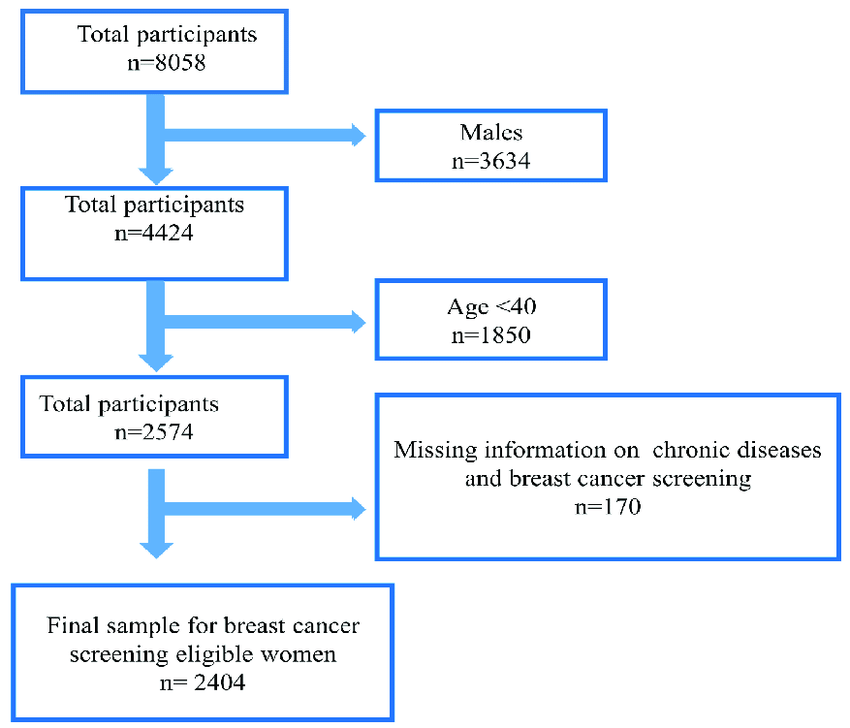 Total participants
n=8058
Males
n=3634
Total participants
n=4424
Age <40
n=1850
Total participants
n=2574
Missing information on chronic diseases
and breast cancer screening
n=170
Final sample for breast cancer
screening eligible women
n= 2404